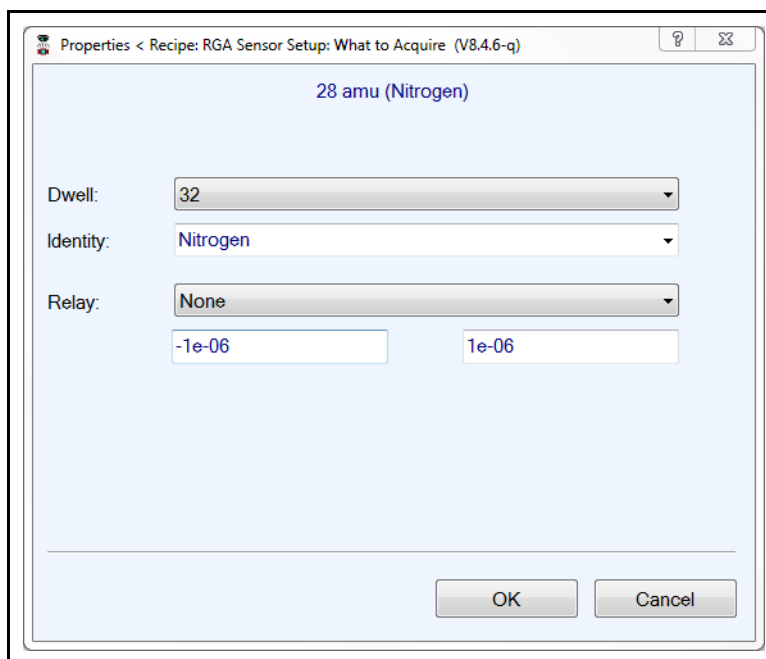 Properties < Recipe: RGA Sensor Setup: What to Acquire (V8.4.6-q)
28 amu (Nitrogen)
Dwell: 32
Identity: Nitrogen
Relay: None
-1e-06 1e-06
OK Cancel